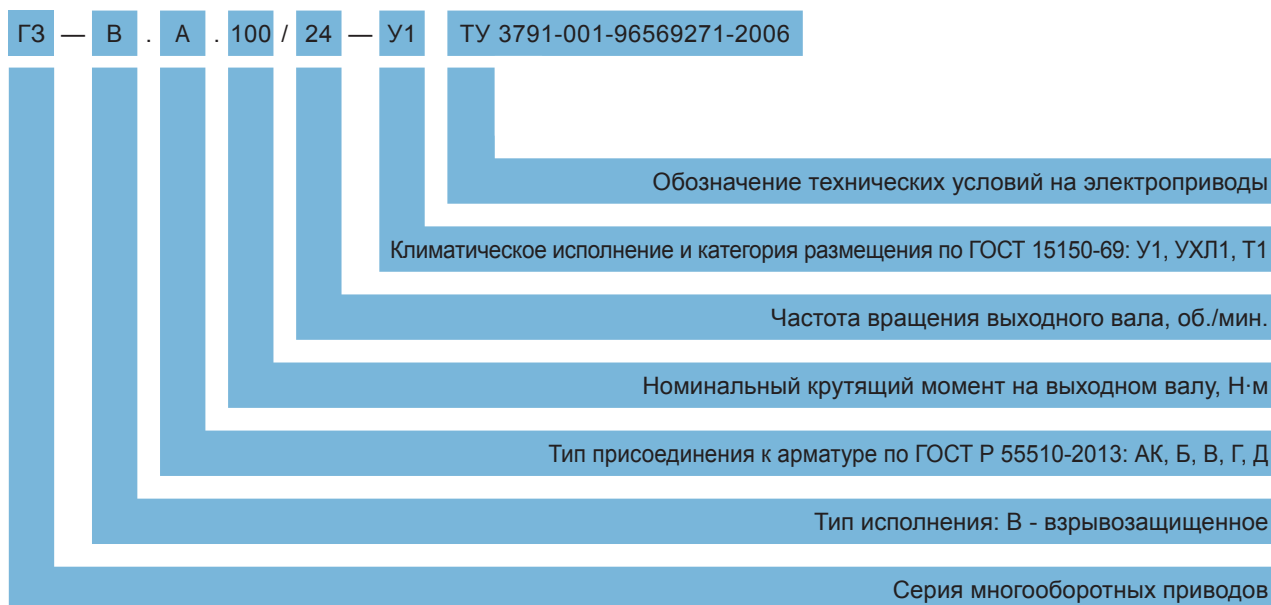 ГЗ — В . А . 100 / 24 — У1 ТУ 3791-001-96569271-2006
Обозначение технических условий на электроприводы
Климатическое исполнение и категория размещения по ГОСТ 15150-69: У1, УХЛ1, Т1
Частота вращения выходного вала, об./мин.
Номинальный крутящий момент на выходном валу, Н·м
Тип присоединения к арматуре по ГОСТ Р 55510-2013: АК, Б, В, Г, Д
Тип исполнения: В - взрывозащищенное
Серия многооборотных приводов